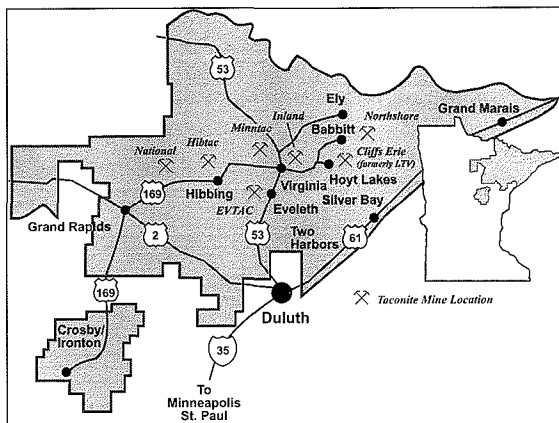 53
Ely
Inland
Northshore
Grand Marais
Babbitt
Minntac
Hibtac
National
Cliffs Erie
(formerly LTV)
Hoyt Lakes
169
Hibbing
Virginia
Silver Bay
EVTAC
Eveleth
Grand Rapids
2
53
Two
Harbors
61
Taconite Mine Location
169
Duluth
Crosby/
Ironton
35
To
Minneapolis
St. Paul